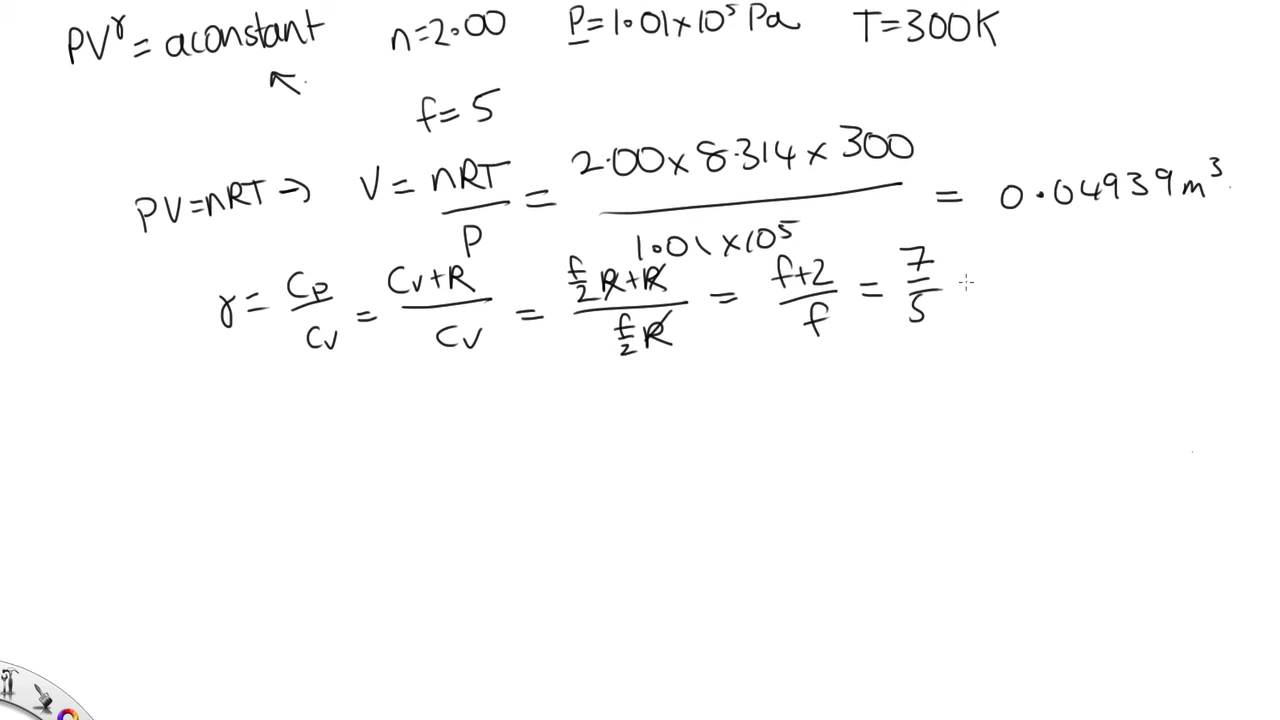 PV^γ = a constant n=2.00 P=1.01×10^5 Pa T=300K
f=5
PV=nRT ⇒ V = nRT/P = (2.00×8.314×300)/(1.01×10^5) = 0.04939m^3
γ = Cp/Cv = (Cv+R)/Cv = (f/2 R+R)/(f/2 R) = (f+2)/f = 7/5